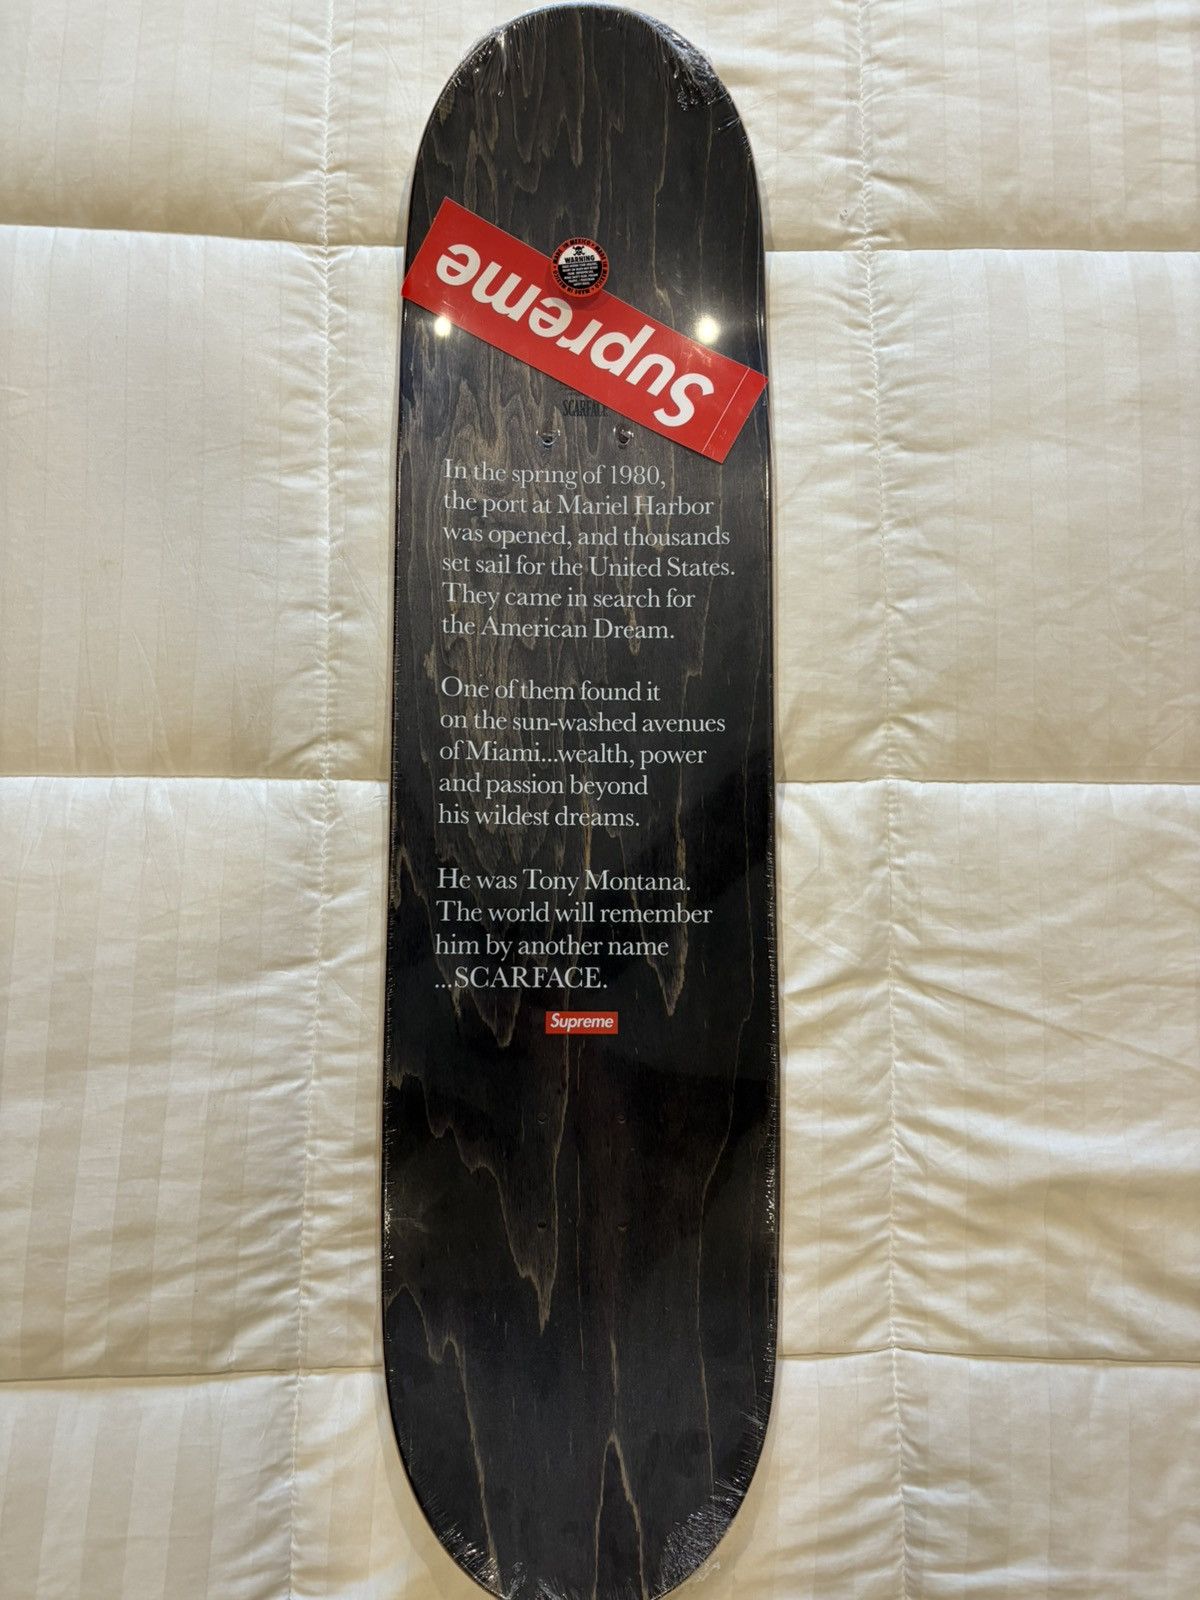 Supreme
WARNING
SCARFACE
In the spring of 1980,
the port at Mariel Harbor
was opened, and thousands
set sail for the United States.
They came in search for
the American Dream.
One of them found it
on the sun-washed avenues
of Miami...wealth, power
and passion beyond
his wildest dreams.
He was Tony Montana.
The world will remember
him by another name
...SCARFACE.
Supreme